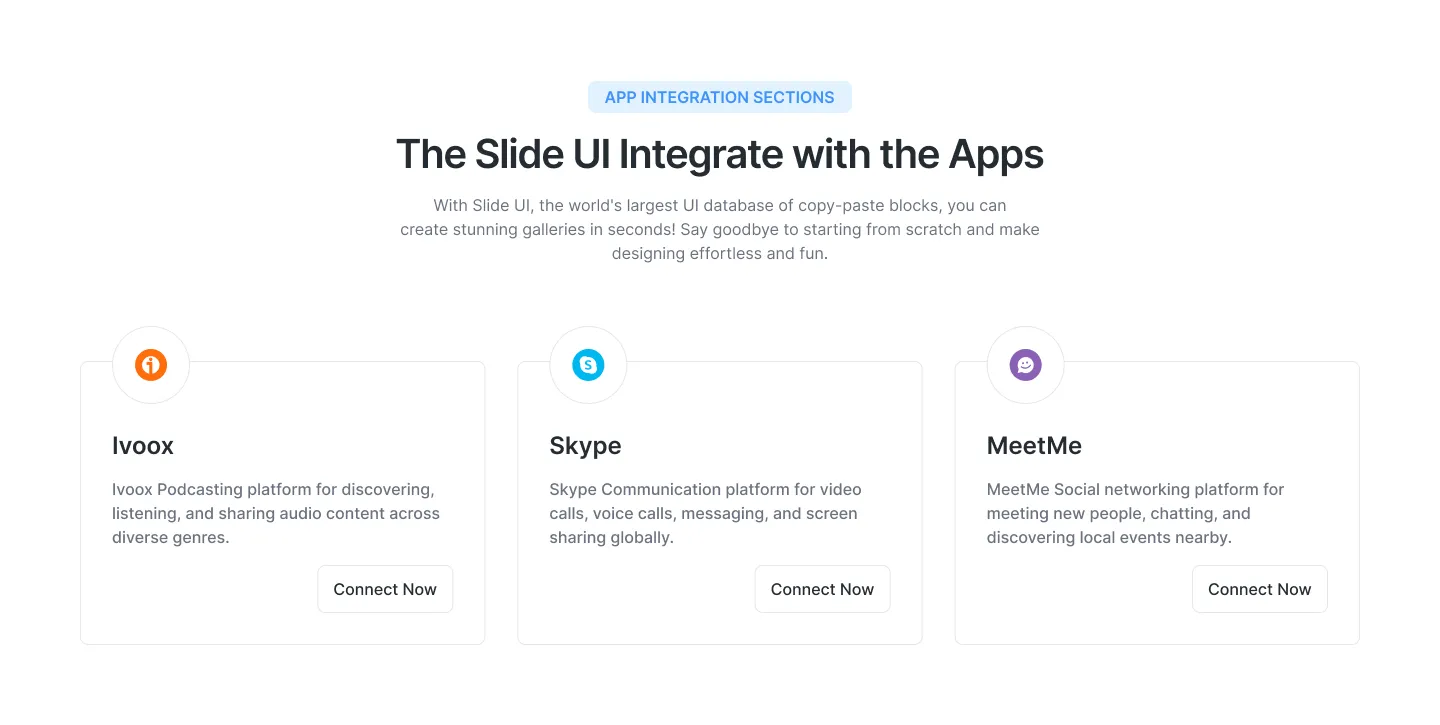 APP INTEGRATION SECTIONS
The Slide UI Integrate with the Apps
With Slide UI, the world's largest UI database of copy-paste blocks, you can
create stunning galleries in seconds! Say goodbye to starting from scratch and make
designing effortless and fun.
Ivoox
Ivoox Podcasting platform for discovering,
listening, and sharing audio content across
diverse genres.
Connect Now
Skype
Skype Communication platform for video
calls, voice calls, messaging, and screen
sharing globally.
Connect Now
MeetMe
MeetMe Social networking platform for
meeting new people, chatting, and
discovering local events nearby.
Connect Now